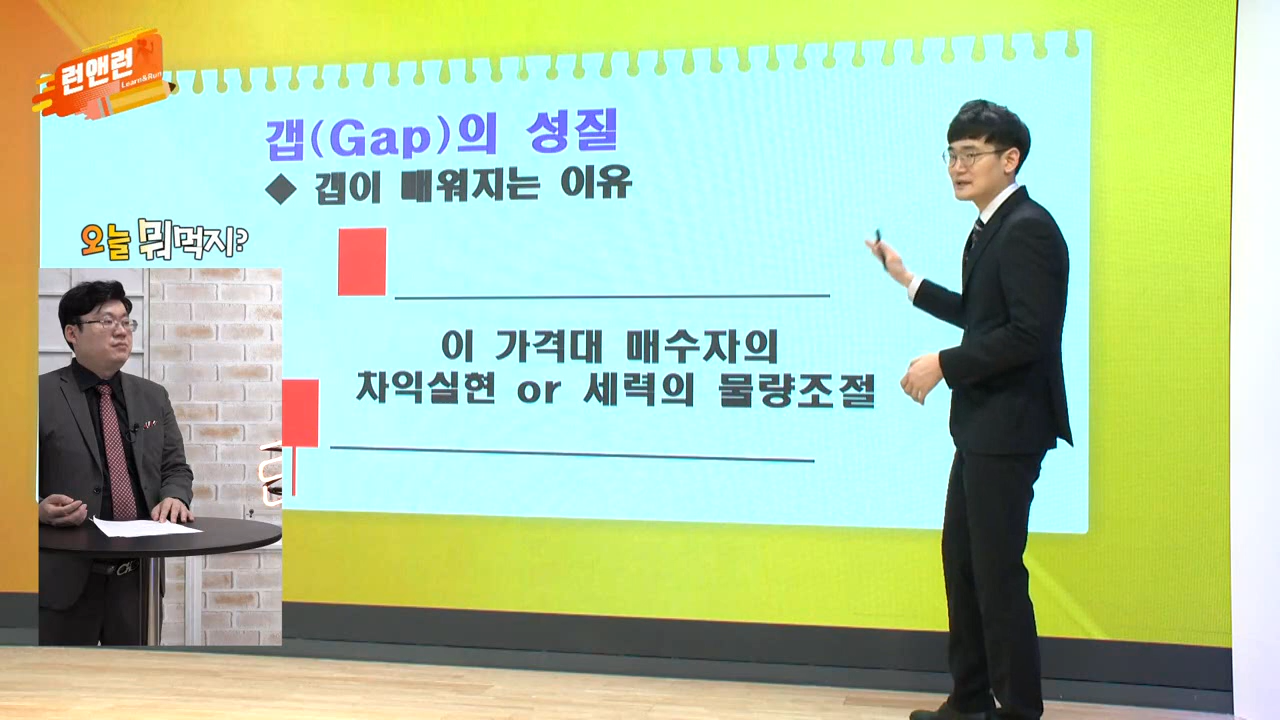 런앤런
Learn&Run
갭(Gap)의 성질
◆ 갭이 메워지는 이유
오늘 뭐먹지?
이 가격대 매수자의
차익실현 or 세력의 물량조절